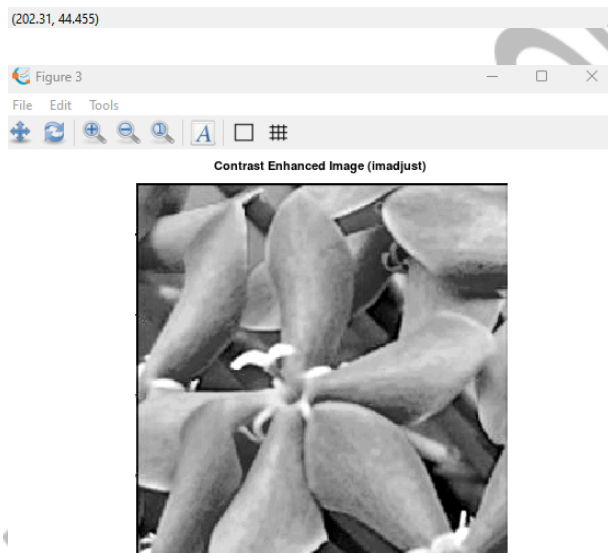 (202.31, 44.455)
Figure 3
File Edit Tools
A
Contrast Enhanced Image (imadjust)